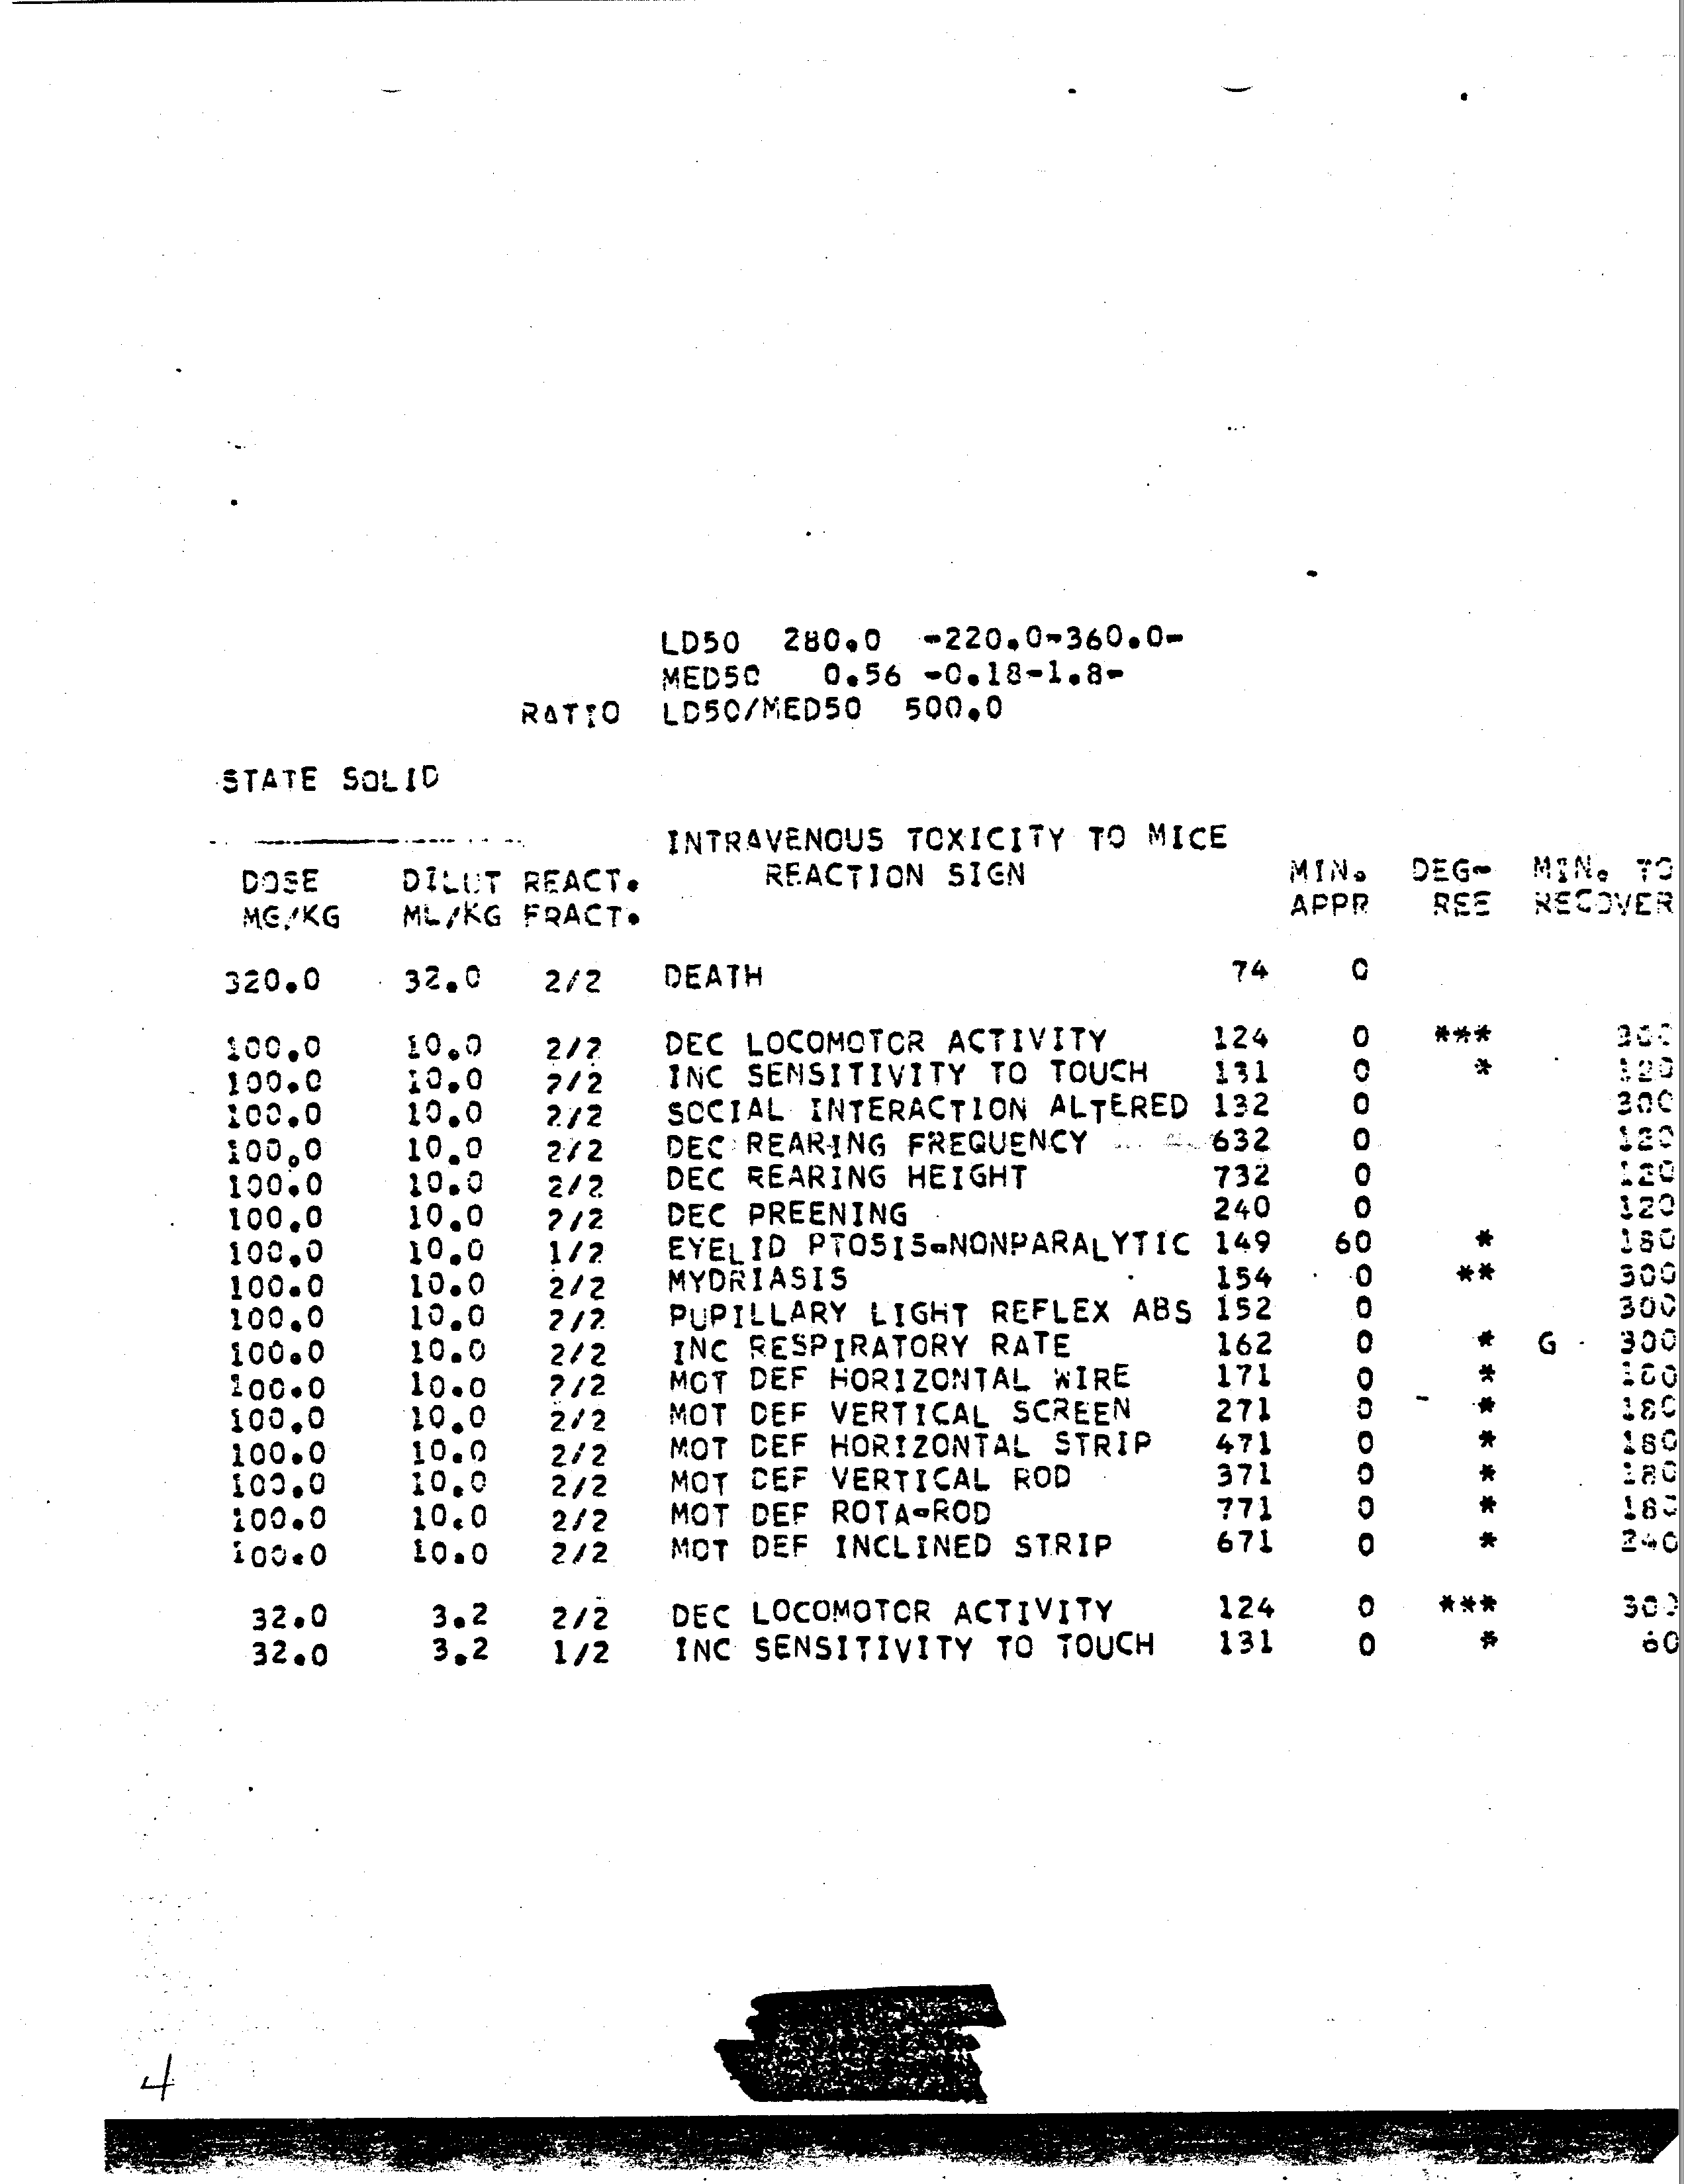 LD50 280.0 -220.0-360.0-
MED50 0.56 -0.18-1.8-
RATIO LD50/MED50 500.0
STATE SOLID
INTRAVENOUS TOXICITY TO MICE
DOSE DILUT REACT. REACTION SIGN MIN. DEG- MIN. TO
MG/KG ML/KG FRACT. APPR REE RECOVER
320.0 32.0 2/2 DEATH 74 0
100.0 10.0 2/2 DEC LOCOMOTOR ACTIVITY 124 0 ***
100.0 10.0 2/2 INC SENSITIVITY TO TOUCH 131 0 * 120
100.0 10.0 2/2 SOCIAL INTERACTION ALTERED 132 0 300
100.0 10.0 2/2 DEC REARING FREQUENCY 632 0
100.0 10.0 2/2 DEC REARING HEIGHT 732 0
100.0 10.0 2/2 DEC PREENING 240 0 120
100.0 10.0 1/2 EYELID PTOSIS-NONPARALYTIC 149 60 * 180
100.0 10.0 2/2 MYDRIASIS 154 0 ** 300
100.0 10.0 2/2 PUPILLARY LIGHT REFLEX ABS 152 0 300
100.0 10.0 2/2 INC RESPIRATORY RATE 162 0 * G 300
100.0 10.0 2/2 MOT DEF HORIZONTAL WIRE 171 0 *
100.0 10.0 2/2 MOT DEF VERTICAL SCREEN 271 0 * 180
100.0 10.0 2/2 MOT DEF HORIZONTAL STRIP 471 0 * 180
100.0 10.0 2/2 MOT DEF VERTICAL ROD 371 0 * 180
100.0 10.0 2/2 MOT DEF ROTA-ROD 771 0 * 180
100.0 10.0 2/2 MOT DEF INCLINED STRIP 671 0 * 240
32.0 3.2 2/2 DEC LOCOMOTOR ACTIVITY 124 0 *** 300
32.0 3.2 1/2 INC SENSITIVITY TO TOUCH 131 0 * 60
4